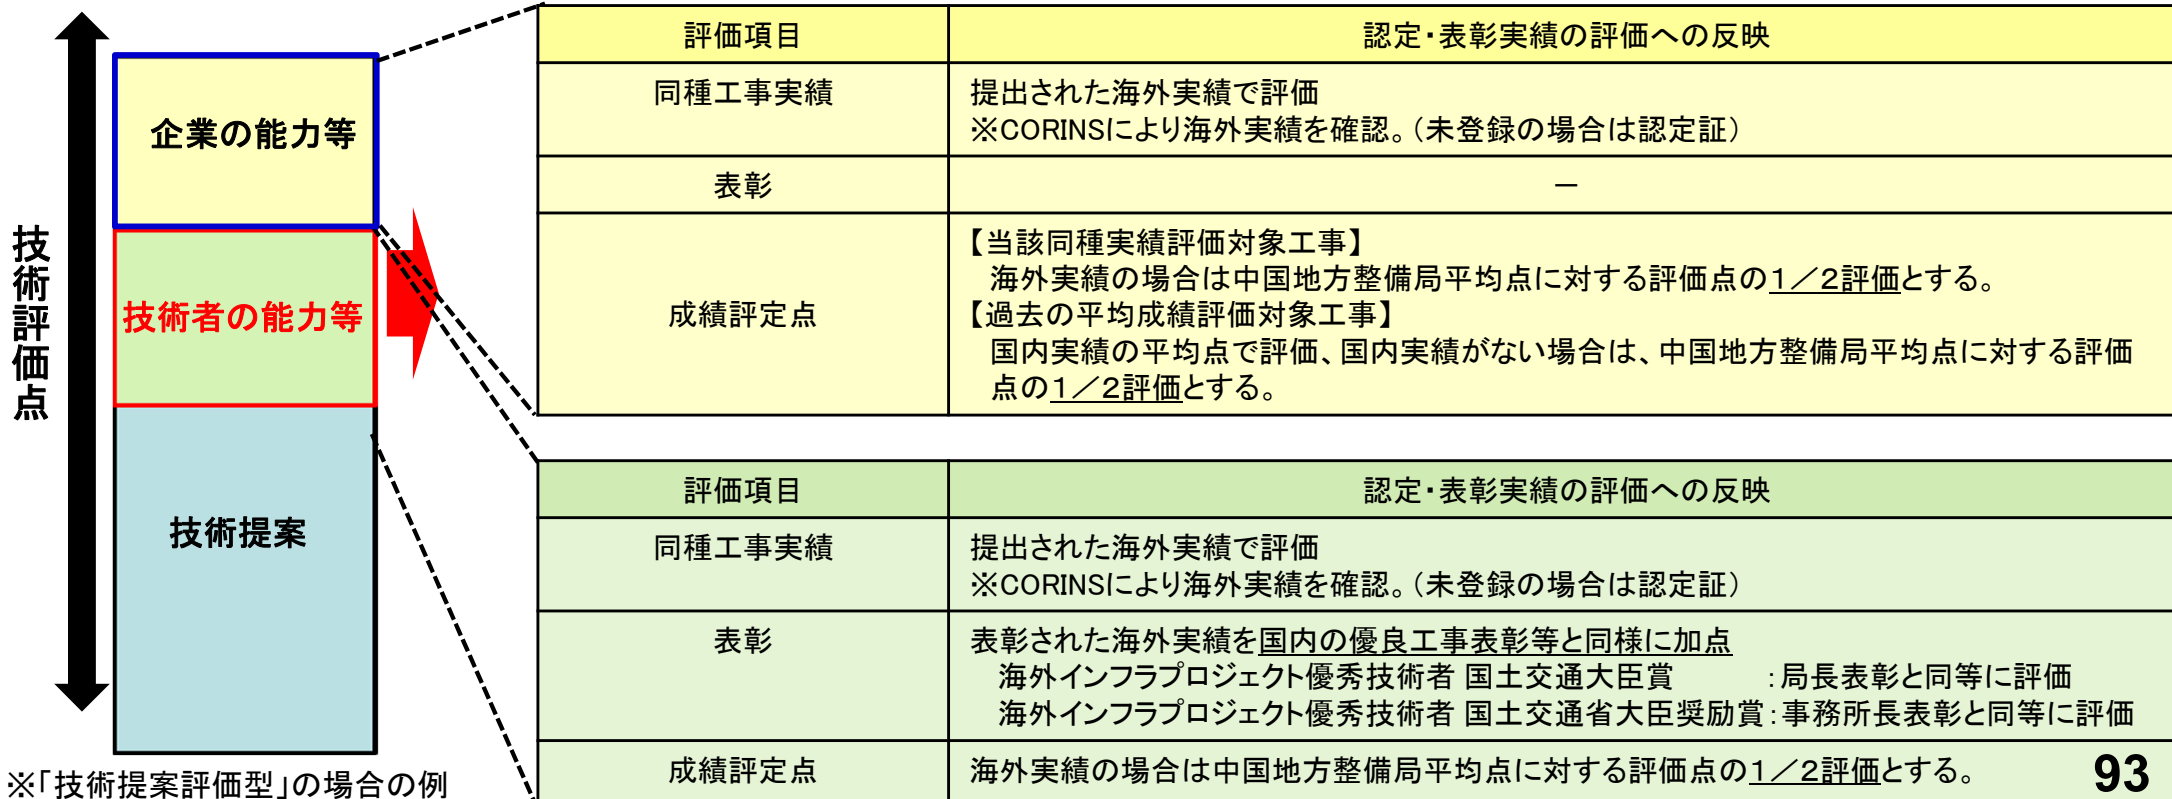 技術評価点
企業の能力等
技術者の能力等
技術提案
※「技術提案評価型」の場合の例
評価項目
認定・表彰実績の評価への反映
同種工事実績
提出された海外実績で評価
※CORINSにより海外実績を確認。（未登録の場合は認定証）
表彰
－
成績評定点
【当該同種実績評価対象工事】
海外実績の場合は中国地方整備局平均点に対する評価点の１／２評価とする。
【過去の平均成績評価対象工事】
国内実績の平均点で評価、国内実績がない場合は、中国地方整備局平均点に対する評価
点の１／２評価とする。
評価項目
認定・表彰実績の評価への反映
同種工事実績
提出された海外実績で評価
※CORINSにより海外実績を確認。（未登録の場合は認定証）
表彰
表彰された海外実績を国内の優良工事表彰等と同様に加点
海外インフラプロジェクト優秀技術者 国土交通大臣賞　　　：局長表彰と同等に評価
海外インフラプロジェクト優秀技術者 国土交通省大臣奨励賞：事務所長表彰と同等に評価
成績評定点
海外実績の場合は中国地方整備局平均点に対する評価点の１／２評価とする。
93